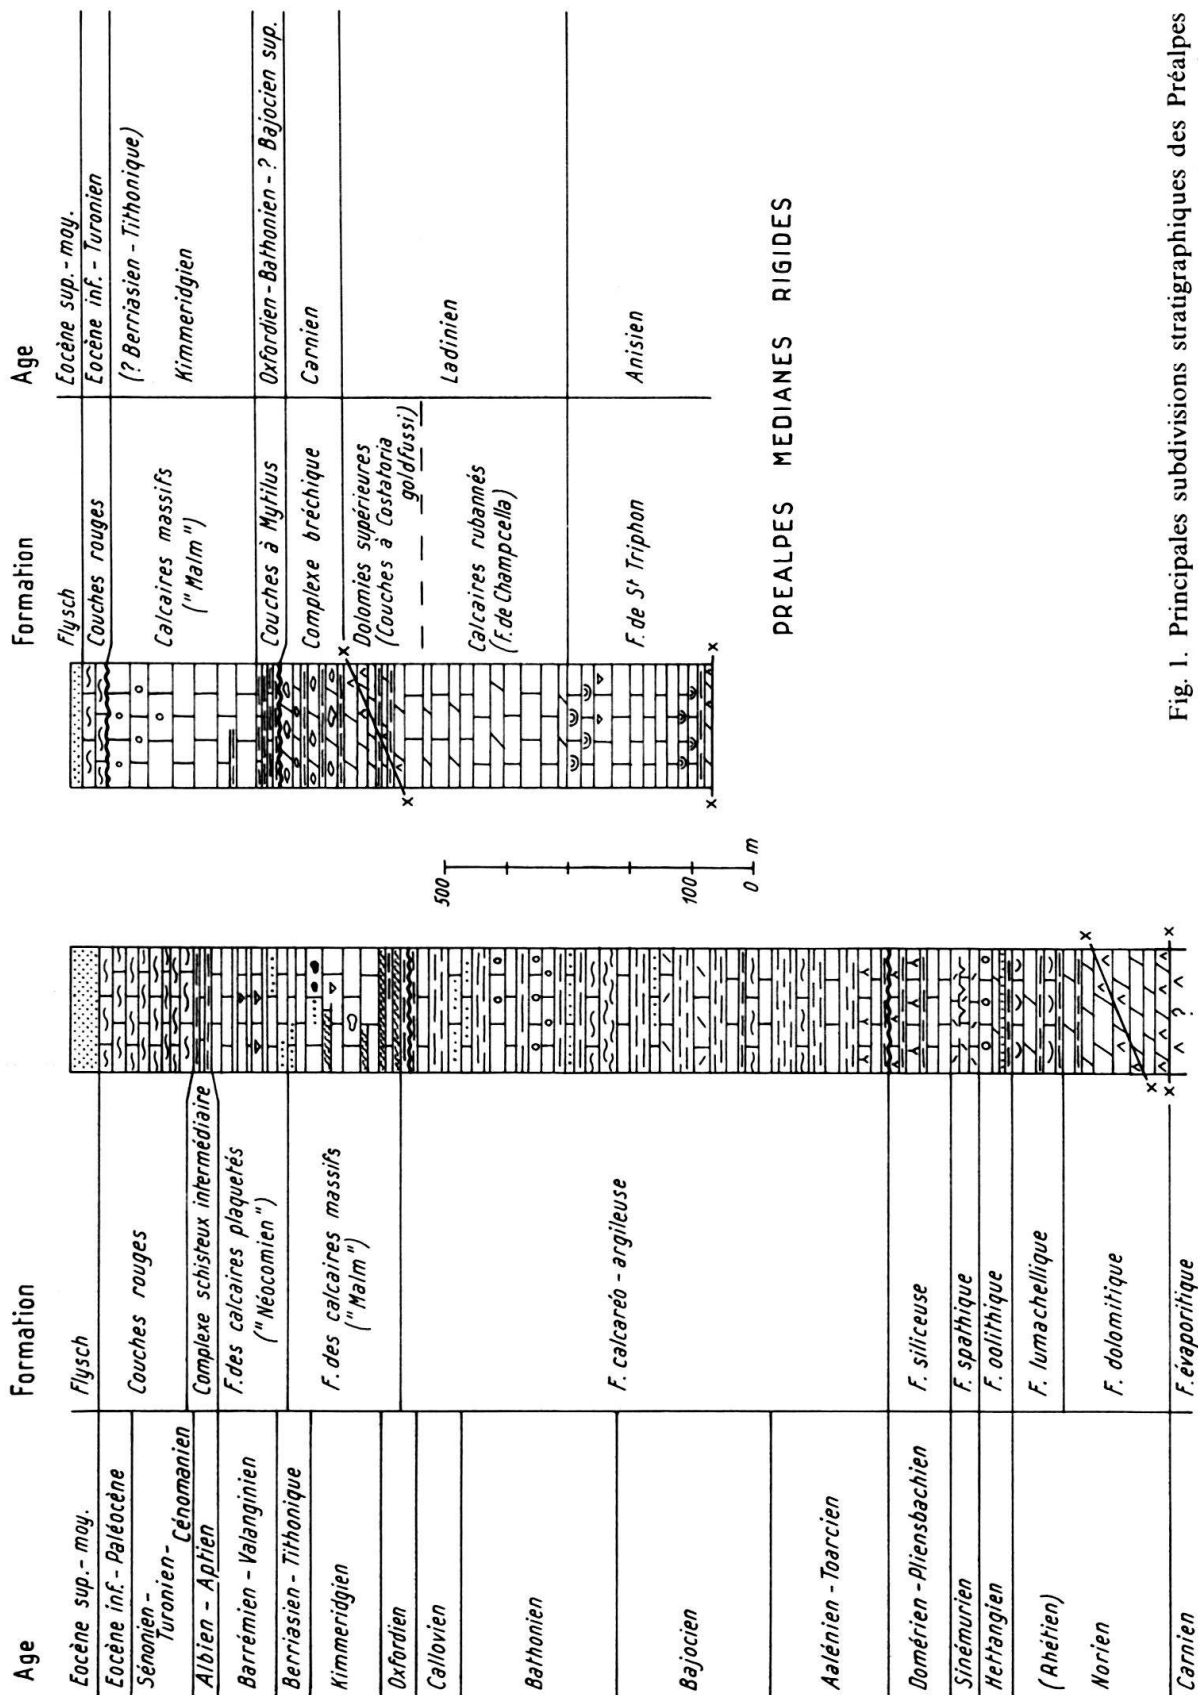 Age
Eocène sup.- moy.
Eocène inf.- Paléocène
Sénonien-
Turonien-
Cénomanien
Albien - Aptien
Barrémien - Valanginien
Berriasien - Tithonique
Kimmeridgien
Oxfordien
Callovien
Bathonien
Bajocien
Aalénien - Toarcien
Domérien - Pliensbachien
Sinémurien
Hettangien
(Rhétien)
Norien
Carnien
Formation
Flysch
Couches rouges
Complexe schisteux intermédiaire
F. des calcaires plaquetés
("Néocomien")
F. des calcaires massifs
("Malm")
F. calcaréo - argileuse
F. siliceuse
F. spathique
F. oolithique
F. lumachellique
F. dolomitique
F. évaporitique
x
x
x
x
?
500
100
0 m
x
x
x
x
Formation
Flysch
Couches rouges
Calcaires massifs
("Malm")
Couches à Mytilus
Complexe bréchique
Dolomies supérieures
(Couches à Costatoria
goldfussi)
Calcaires rubannés
(F. de Champcella)
F. de St Triphon
Age
Eocène sup.- moy.
Eocène inf. - Turonien
(? Berriasien - Tithonique)
Kimmeridgien
Oxfordien - Bathonien - ? Bajocien sup.
Carnien
Ladinien
Anisien
PREALPES MEDIANES RIGIDES
Fig. 1. Principales subdivisions stratigraphiques des Préalpes